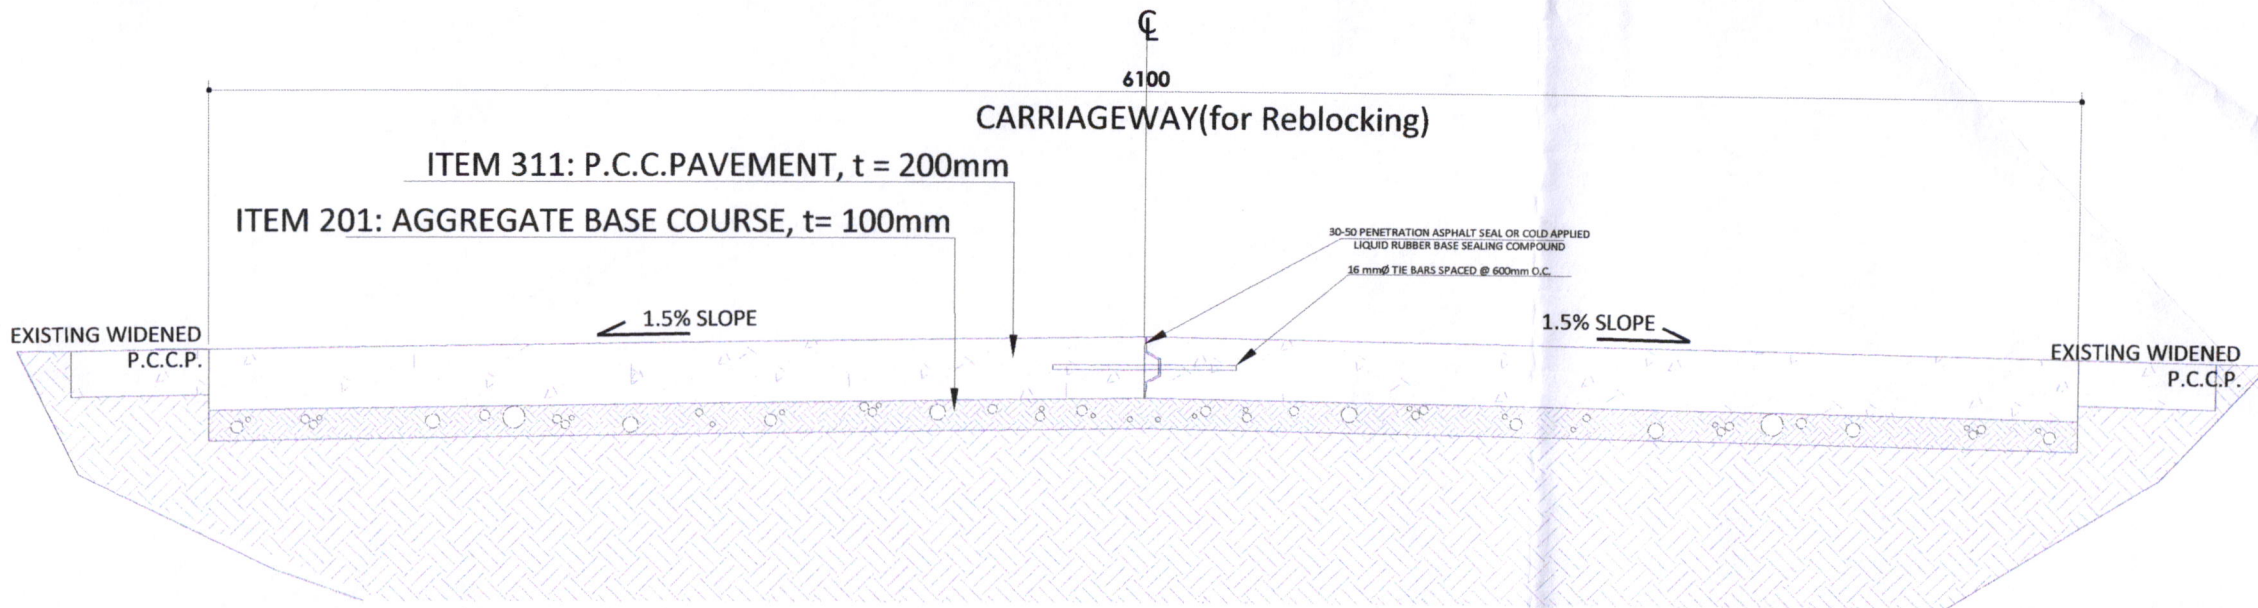 ℄
6100
CARRIAGEWAY(for Reblocking)
ITEM 311: P.C.C.PAVEMENT, t = 200mm
ITEM 201: AGGREGATE BASE COURSE, t= 100mm
30-50 PENETRATION ASPHALT SEAL OR COLD APPLIED
LIQUID RUBBER BASE SEALING COMPOUND
16 mmØ TIE BARS SPACED @ 600mm O.C.
1.5% SLOPE
1.5% SLOPE
EXISTING WIDENED
P.C.C.P.
EXISTING WIDENED
P.C.C.P.